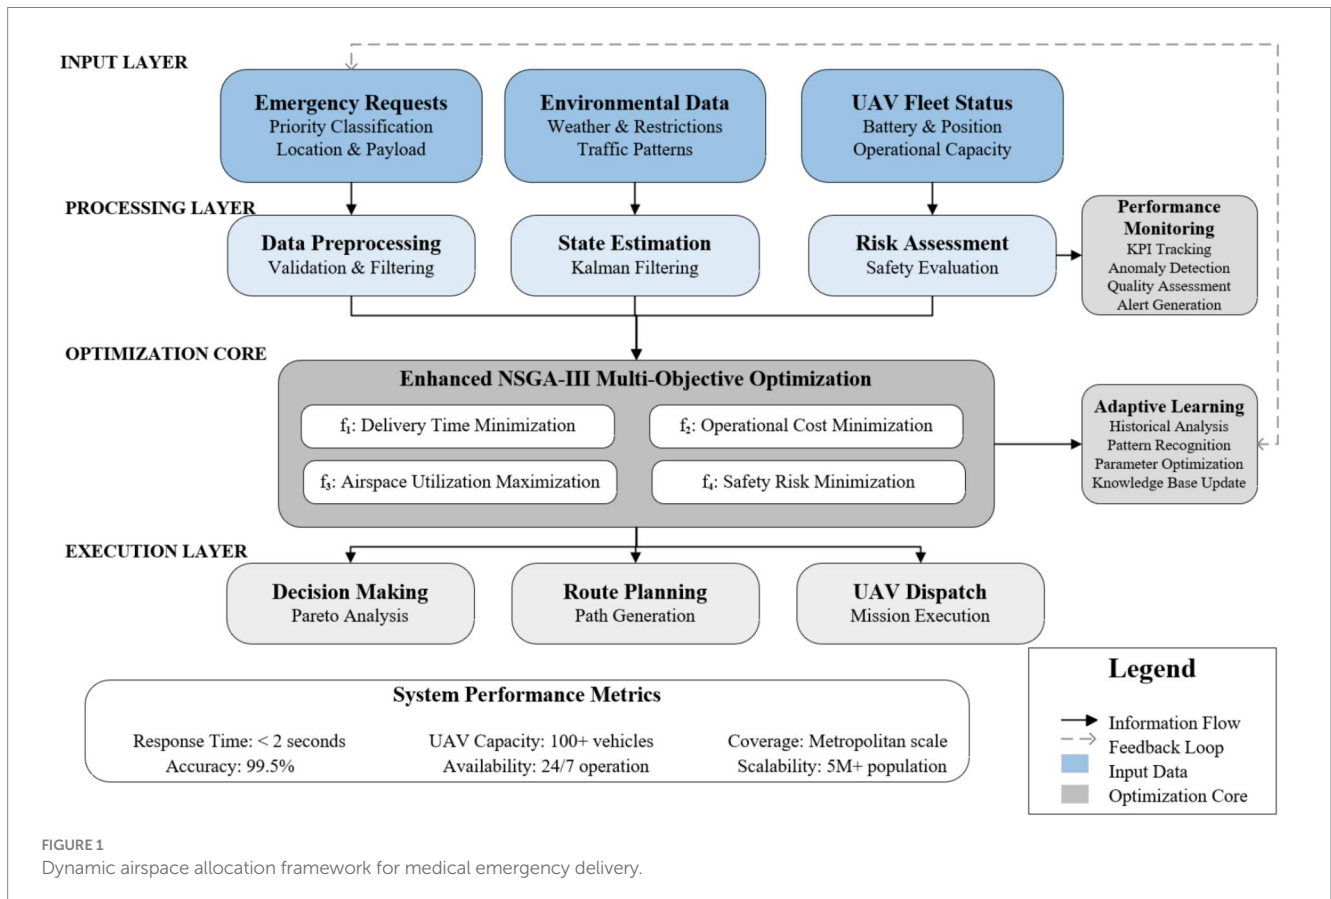 INPUT LAYER
Emergency Requests
Priority Classification
Location & Payload
Environmental Data
Weather & Restrictions
Traffic Patterns
UAV Fleet Status
Battery & Position
Operational Capacity
PROCESSING LAYER
Data Preprocessing
Validation & Filtering
State Estimation
Kalman Filtering
Risk Assessment
Safety Evaluation
Performance
Monitoring
KPI Tracking
Anomaly Detection
Quality Assessment
Alert Generation
OPTIMIZATION CORE
Enhanced NSGA-III Multi-Objective Optimization
f₁: Delivery Time Minimization
f₂: Operational Cost Minimization
f₃: Airspace Utilization Maximization
f₄: Safety Risk Minimization
Adaptive Learning
Historical Analysis
Pattern Recognition
Parameter Optimization
Knowledge Base Update
EXECUTION LAYER
Decision Making
Pareto Analysis
Route Planning
Path Generation
UAV Dispatch
Mission Execution
System Performance Metrics
Response Time: < 2 seconds
UAV Capacity: 100+ vehicles
Coverage: Metropolitan scale
Accuracy: 99.5%
Availability: 24/7 operation
Scalability: 5M+ population
Legend
Information Flow
Feedback Loop
Input Data
Optimization Core
FIGURE 1
Dynamic airspace allocation framework for medical emergency delivery.